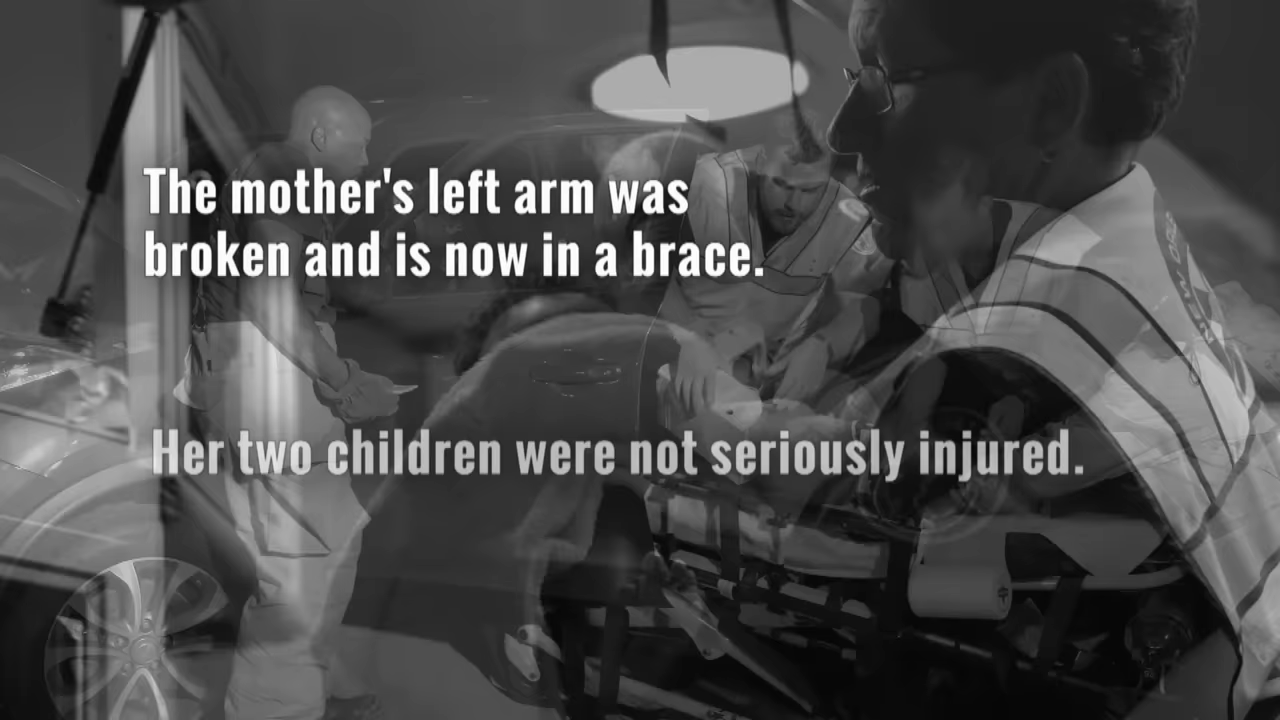 The mother's left arm was
broken and is now in a brace.
Her two children were not seriously injured.